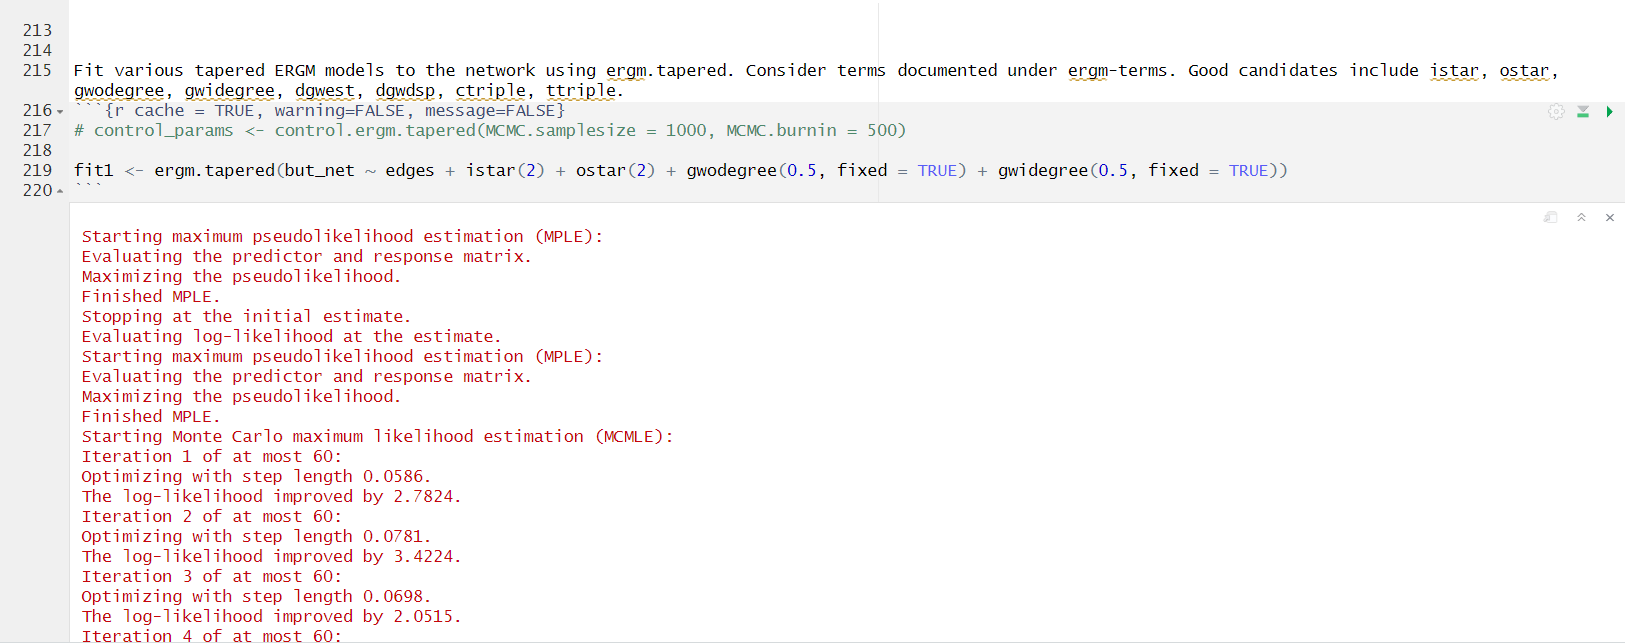 213
214
215 Fit various tapered ERGM models to the network using ergm.tapered. Consider terms documented under ergm-terms. Good candidates include istar, ostar,
gwodegree, gwidegree, dgwest, dgwdsp, ctriple, ttriple.
216 ```{r cache = TRUE, warning=FALSE, message=FALSE}
217 # control_params <- control.ergm.tapered(MCMC.samplesize = 1000, MCMC.burnin = 500)
218
219 fit1 <- ergm.tapered(but_net ~ edges + istar(2) + ostar(2) + gwodegree(0.5, fixed = TRUE) + gwidegree(0.5, fixed = TRUE))
220 ```
Starting maximum pseudolikelihood estimation (MPLE):
Evaluating the predictor and response matrix.
Maximizing the pseudolikelihood.
Finished MPLE.
Stopping at the initial estimate.
Evaluating log-likelihood at the estimate.
Starting maximum pseudolikelihood estimation (MPLE):
Evaluating the predictor and response matrix.
Maximizing the pseudolikelihood.
Finished MPLE.
Starting Monte Carlo maximum likelihood estimation (MCMLE):
Iteration 1 of at most 60:
Optimizing with step length 0.0586.
The log-likelihood improved by 2.7824.
Iteration 2 of at most 60:
Optimizing with step length 0.0781.
The log-likelihood improved by 3.4224.
Iteration 3 of at most 60:
Optimizing with step length 0.0698.
The log-likelihood improved by 2.0515.
Iteration 4 of at most 60: